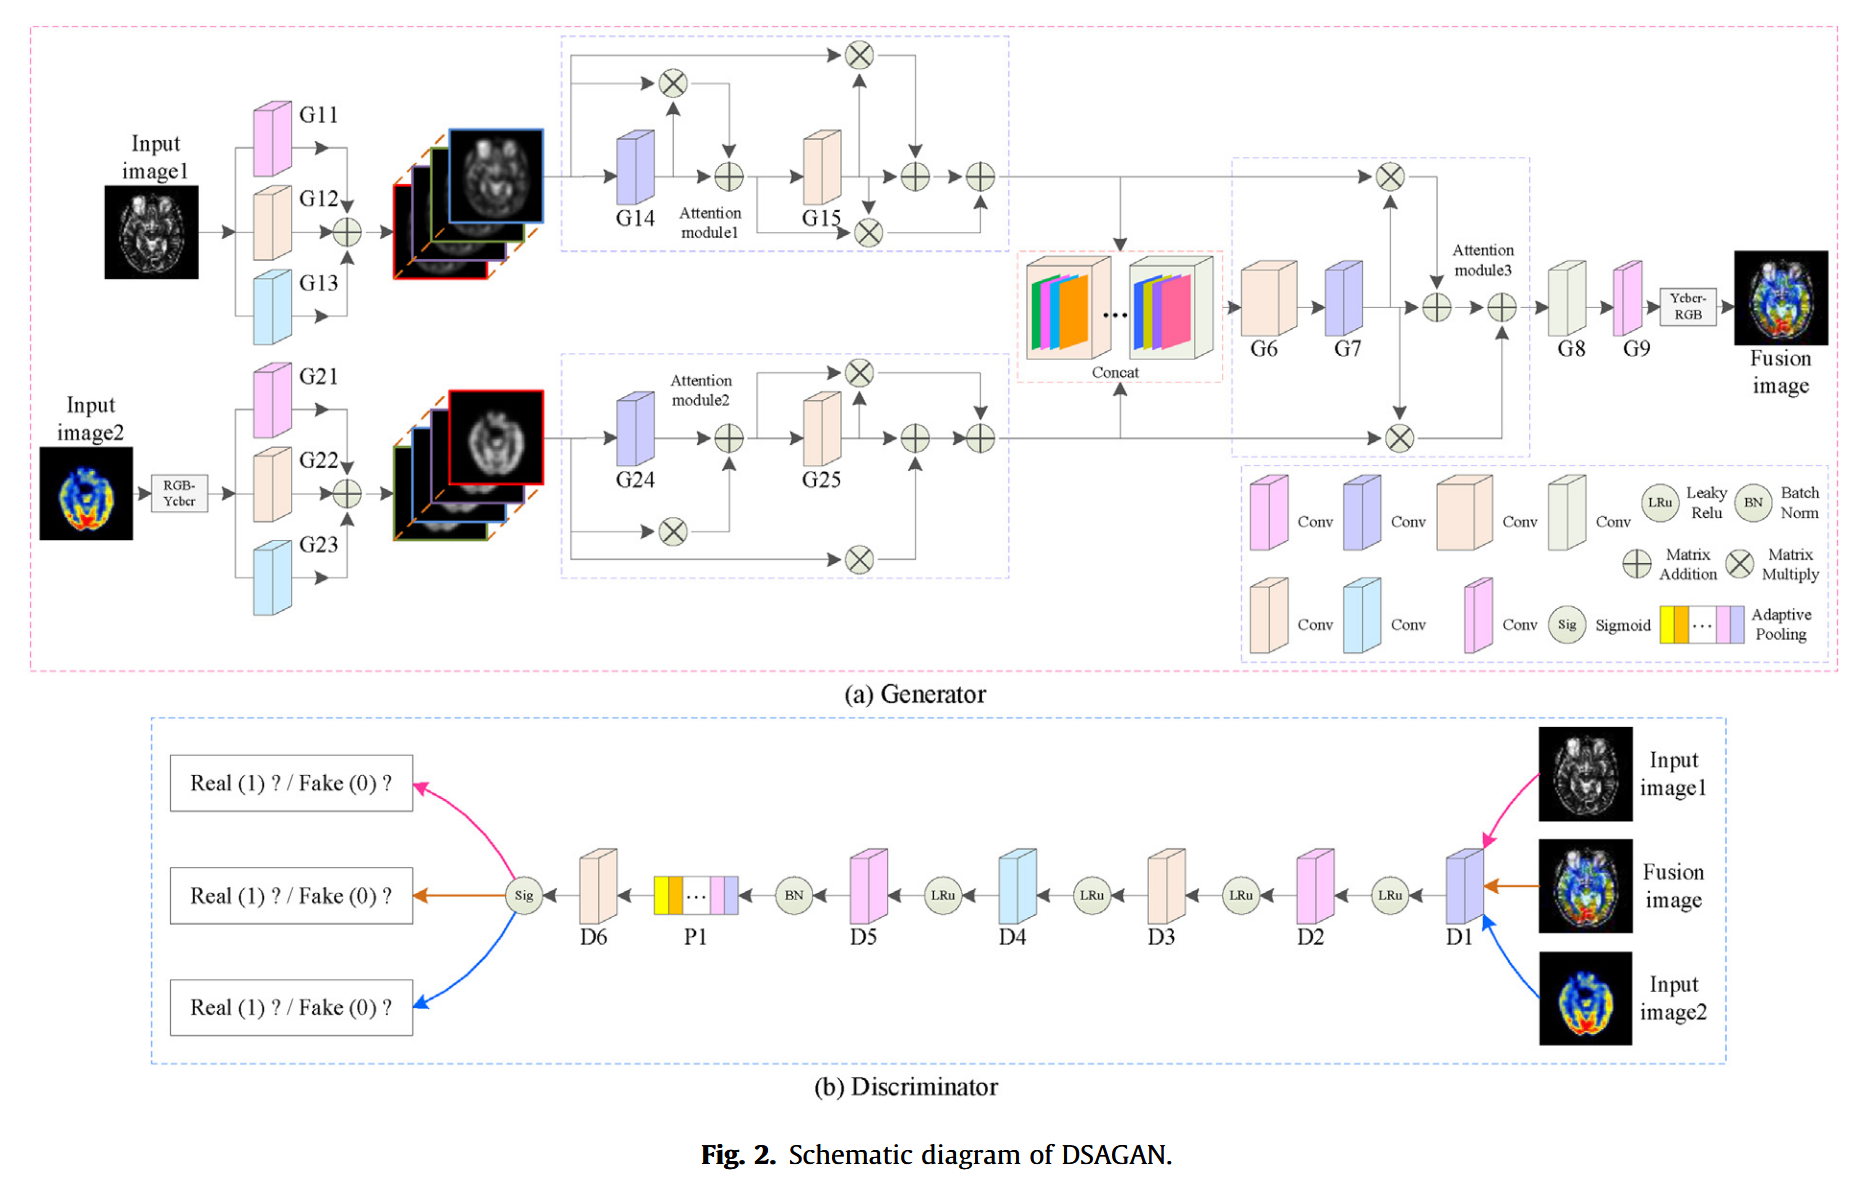 Input
image1
G11
G12
G13
G14
Attention
module1
G15
Input
image2
RGB-
Ycbcr
G21
G22
G23
G24
Attention
module2
G25
Concat
G6
G7
Attention
module3
G8
G9
Ycbcr-
RGB
Fusion
image
Conv
Conv
Conv
Conv
LRu
Leaky
Relu
BN
Batch
Norm
Matrix
Addition
Matrix
Multiply
Conv
Conv
Conv
Sig
Sigmoid
Adaptive
Pooling
(a) Generator
Real (1) ? / Fake (0) ?
Real (1) ? / Fake (0) ?
Real (1) ? / Fake (0) ?
Sig
D6
P1
BN
D5
LRu
D4
LRu
D3
LRu
D2
LRu
D1
Input
image1
Fusion
image
Input
image2
(b) Discriminator
Fig. 2. Schematic diagram of DSAGAN.